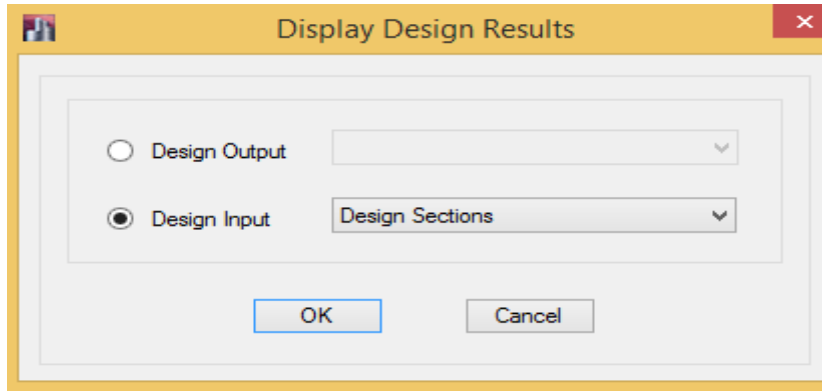 Display Design Results
Design Output
Design Input Design Sections
OK Cancel